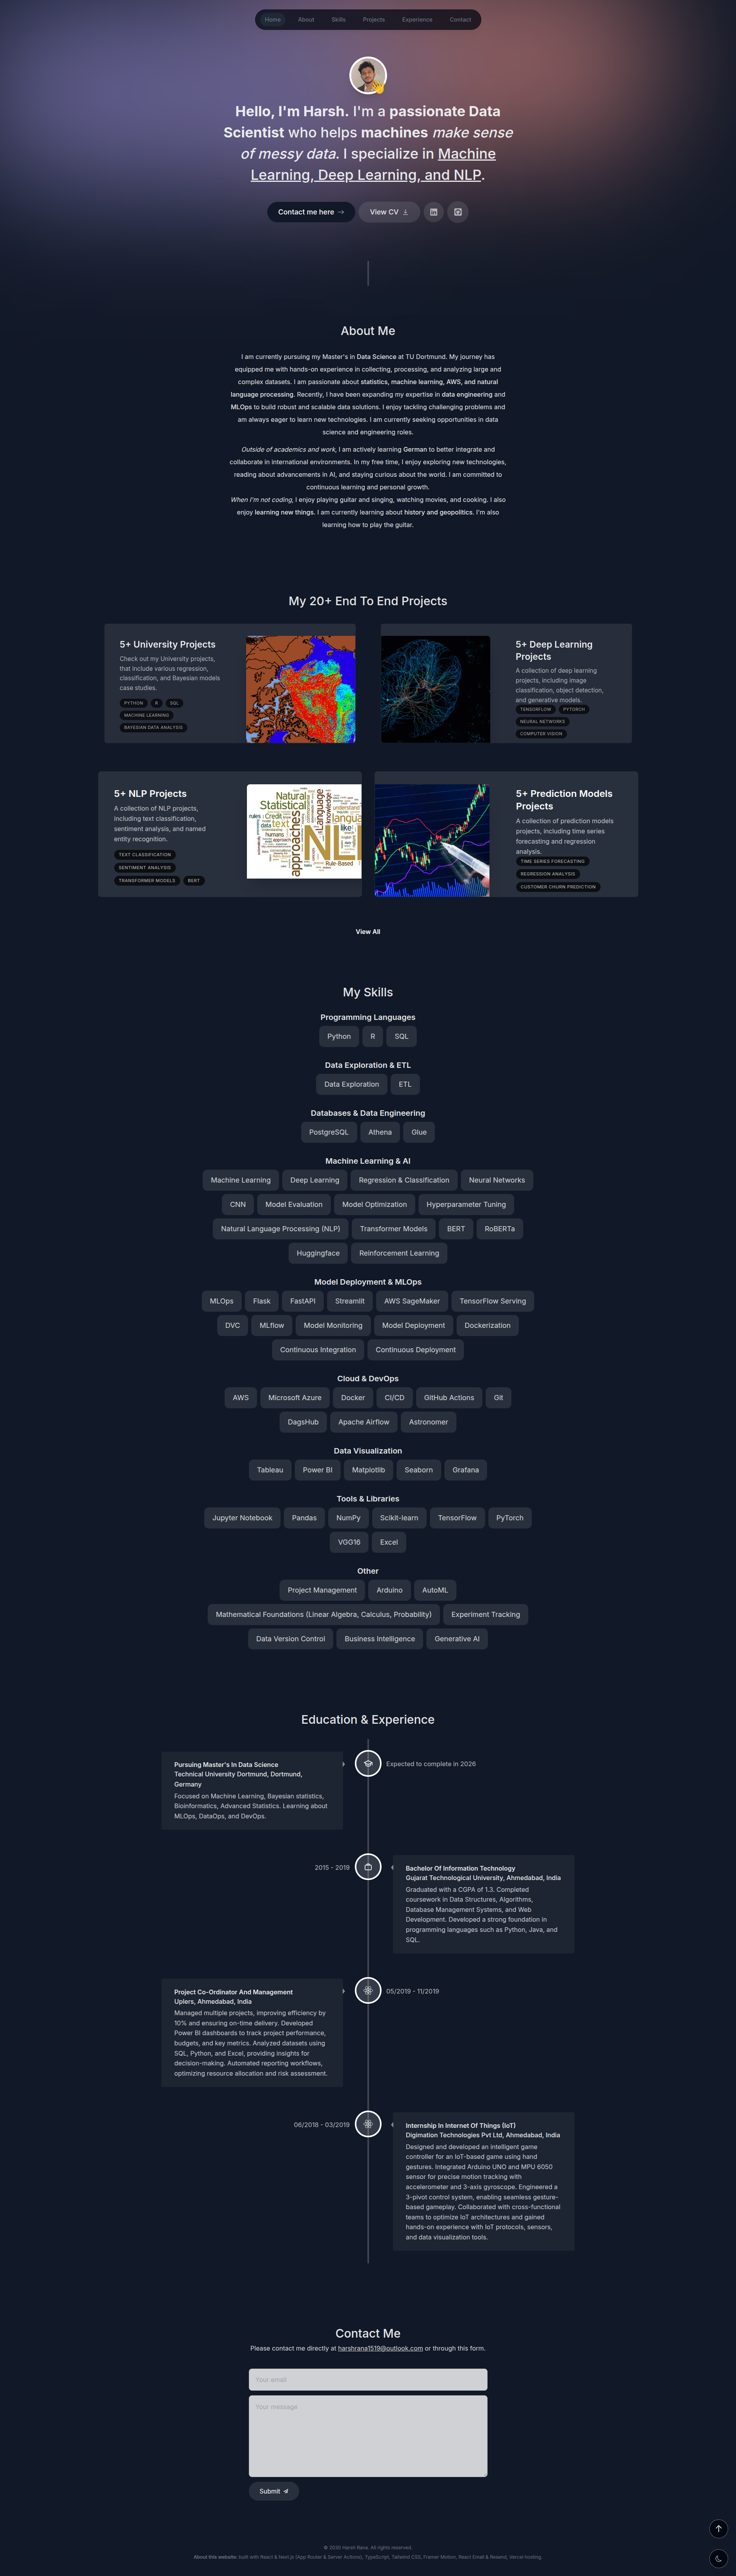 Home About Skills Projects Experience Contact
Hello, I'm Harsh. I'm a passionate Data
Scientist who helps machines make sense
of messy data. I specialize in Machine
Learning, Deep Learning, and NLP.
Contact me here View CV
About Me
I am currently pursuing my Master's in Data Science at TU Dortmund. My journey has
equipped me with hands-on experience in collecting, processing, and analyzing large and
complex datasets. I am passionate about statistics, machine learning, AWS, and natural
language processing. Recently, I have been expanding my expertise in data engineering and
MLOps to build robust and scalable data solutions. I enjoy tackling challenging problems and
am always eager to learn new technologies. I am currently seeking opportunities in data
science and engineering roles.
Outside of academics and work, I am actively learning German to better integrate and
collaborate in international environments. In my free time, I enjoy exploring new technologies,
reading about advancements in AI, and staying curious about the world. I am committed to
continuous learning and personal growth.
When I'm not coding, I enjoy playing guitar and singing, watching movies, and cooking. I also
enjoy learning new things. I am currently learning about history and geopolitics. I'm also
learning how to play the guitar.
My 20+ End To End Projects
5+ University Projects
Check out my University projects,
that include various regression,
classification, and Bayesian models
case studies.
PYTHON R SQL
MACHINE LEARNING
BAYESIAN DATA ANALYSIS
5+ Deep Learning
Projects
A collection of deep learning
projects, including image
classification, object detection,
and generative models.
TENSORFLOW PYTORCH
NEURAL NETWORKS
COMPUTER VISION
5+ NLP Projects
A collection of NLP projects,
including text classification,
sentiment analysis, and named
entity recognition.
TEXT CLASSIFICATION
SENTIMENT ANALYSIS
TRANSFORMER MODELS BERT
Natural
Statistical
language
rules Credit
data text
approaches
NL
like
Rule-Based
5+ Prediction Models
Projects
A collection of prediction models
projects, including time series
forecasting and regression
analysis.
TIME SERIES FORECASTING
REGRESSION ANALYSIS
CUSTOMER CHURN PREDICTION
View All
My Skills
Programming Languages
Python R SQL
Data Exploration & ETL
Data Exploration ETL
Databases & Data Engineering
PostgreSQL Athena Glue
Machine Learning & AI
Machine Learning Deep Learning Regression & Classification Neural Networks
CNN Model Evaluation Model Optimization Hyperparameter Tuning
Natural Language Processing (NLP) Transformer Models BERT RoBERTa
Huggingface Reinforcement Learning
Model Deployment & MLOps
MLOps Flask FastAPI Streamlit AWS SageMaker TensorFlow Serving
DVC MLflow Model Monitoring Model Deployment Dockerization
Continuous Integration Continuous Deployment
Cloud & DevOps
AWS Microsoft Azure Docker CI/CD GitHub Actions Git
DagsHub Apache Airflow Astronomer
Data Visualization
Tableau Power BI Matplotlib Seaborn Grafana
Tools & Libraries
Jupyter Notebook Pandas NumPy Scikit-learn TensorFlow PyTorch
VGG16 Excel
Other
Project Management Arduino AutoML
Mathematical Foundations (Linear Algebra, Calculus, Probability) Experiment Tracking
Data Version Control Business Intelligence Generative AI
Education & Experience
Pursuing Master's In Data Science
Technical University Dortmund, Dortmund,
Germany
Focused on Machine Learning, Bayesian statistics,
Bioinformatics, Advanced Statistics. Learning about
MLOps, DataOps, and DevOps.
Expected to complete in 2026
2015 - 2019
Bachelor Of Information Technology
Gujarat Technological University, Ahmedabad, India
Graduated with a CGPA of 1.3. Completed
coursework in Data Structures, Algorithms,
Database Management Systems, and Web
Development. Developed a strong foundation in
programming languages such as Python, Java, and
SQL.
Project Co-Ordinator And Management
Uplers, Ahmedabad, India
Managed multiple projects, improving efficiency by
10% and ensuring on-time delivery. Developed
Power BI dashboards to track project performance,
budgets, and key metrics. Analyzed datasets using
SQL, Python, and Excel, providing insights for
decision-making. Automated reporting workflows,
optimizing resource allocation and risk assessment.
05/2019 - 11/2019
06/2018 - 03/2019
Internship In Internet Of Things (IoT)
Digimation Technologies Pvt Ltd, Ahmedabad, India
Designed and developed an intelligent game
controller for an IoT-based game using hand
gestures. Integrated Arduino UNO and MPU 6050
sensor for precise motion tracking with
accelerometer and 3-axis gyroscope. Engineered a
3-pivot control system, enabling seamless gesture-
based gameplay. Collaborated with cross-functional
teams to optimize IoT architectures and gained
hands-on experience with IoT protocols, sensors,
and data visualization tools.
Contact Me
Please contact me directly at harshrana1519@outlook.com or through this form.
Your email
Your message
Submit
© 2030 Harsh Rana. All rights reserved.
About this website: built with React & Next.js (App Router & Server Actions), TypeScript, Tailwind CSS, Framer Motion, React Email & Resend, Vercel hosting.